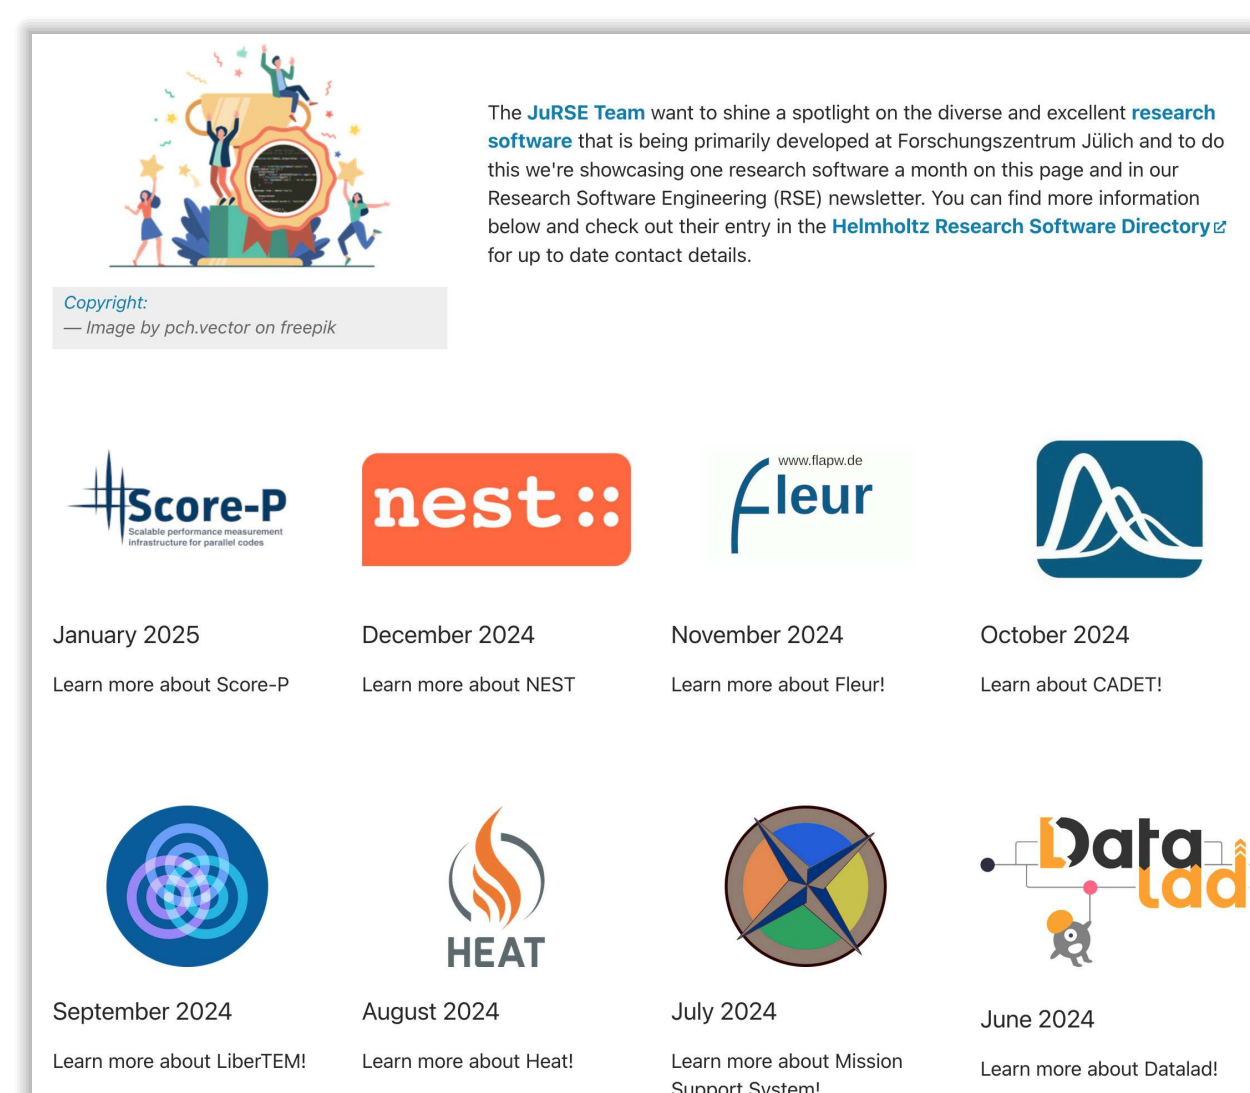 The JuRSE Team want to shine a spotlight on the diverse and excellent research
software that is being primarily developed at Forschungszentrum Jülich and to do
this we're showcasing one research software a month on this page and in our
Research Software Engineering (RSE) newsletter. You can find more information
below and check out their entry in the Helmholtz Research Software Directory
for up to date contact details.
Copyright:
— Image by pch.vector on freepik
Score-P
Scalable performance measurement
infrastructure for parallel codes
nest::
www.flapw.de
Fleur
January 2025
December 2024
November 2024
October 2024
Learn more about Score-P
Learn more about NEST
Learn more about Fleur!
Learn about CADET!
HEAT
Data
lad
September 2024
August 2024
July 2024
June 2024
Learn more about LiberTEM!
Learn more about Heat!
Learn more about Mission
Support System!
Learn more about Datalad!